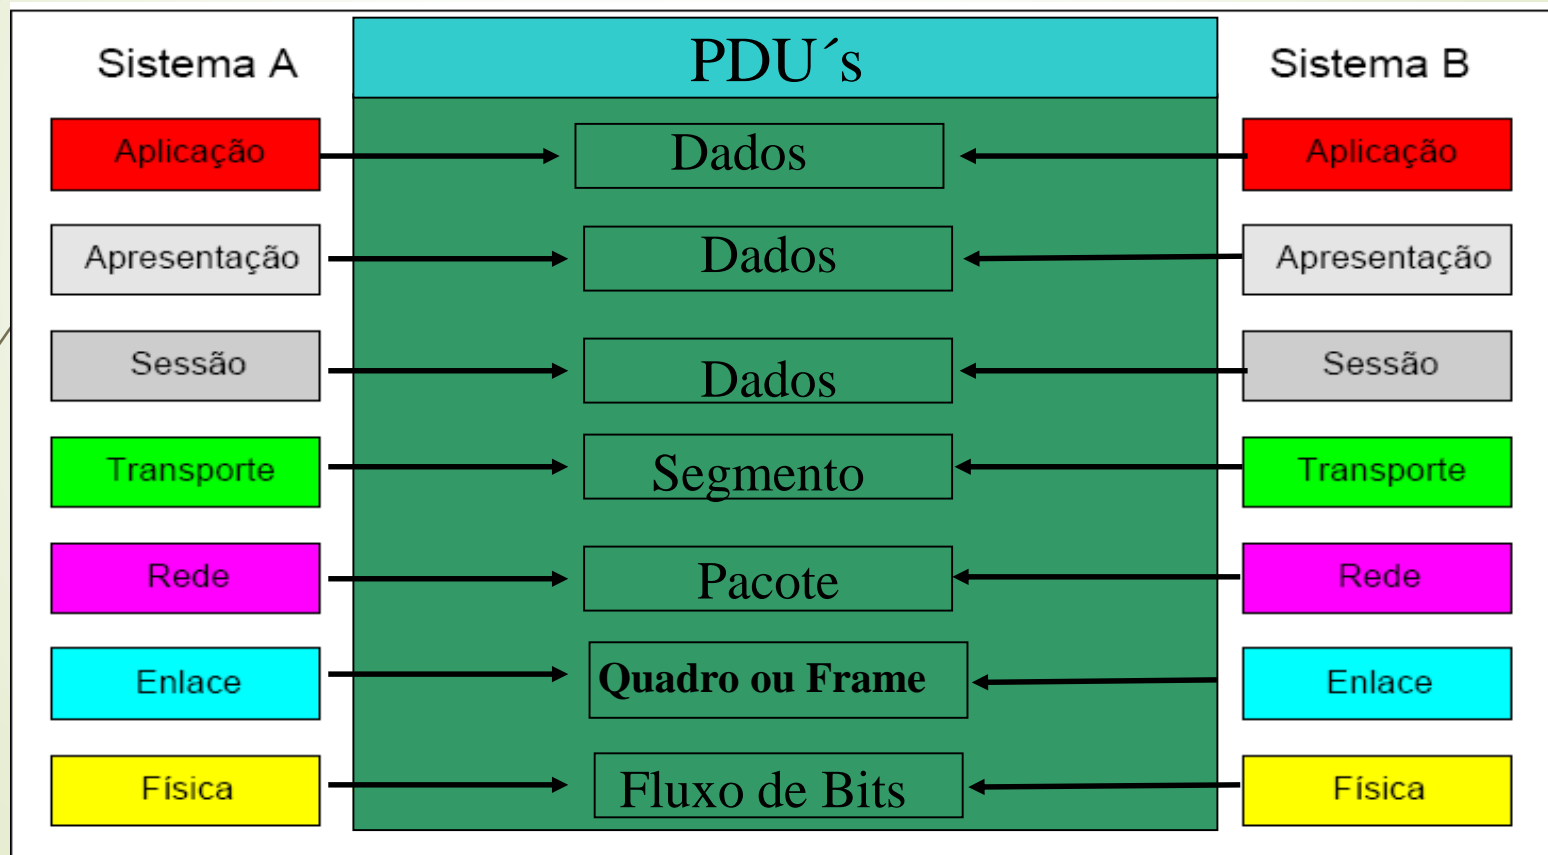 Sistema A
PDU´s
Sistema B
Aplicação
Dados
Aplicação
Apresentação
Dados
Apresentação
Sessão
Dados
Sessão
Transporte
Segmento
Transporte
Rede
Pacote
Rede
Enlace
Quadro ou Frame
Enlace
Física
Fluxo de Bits
Física